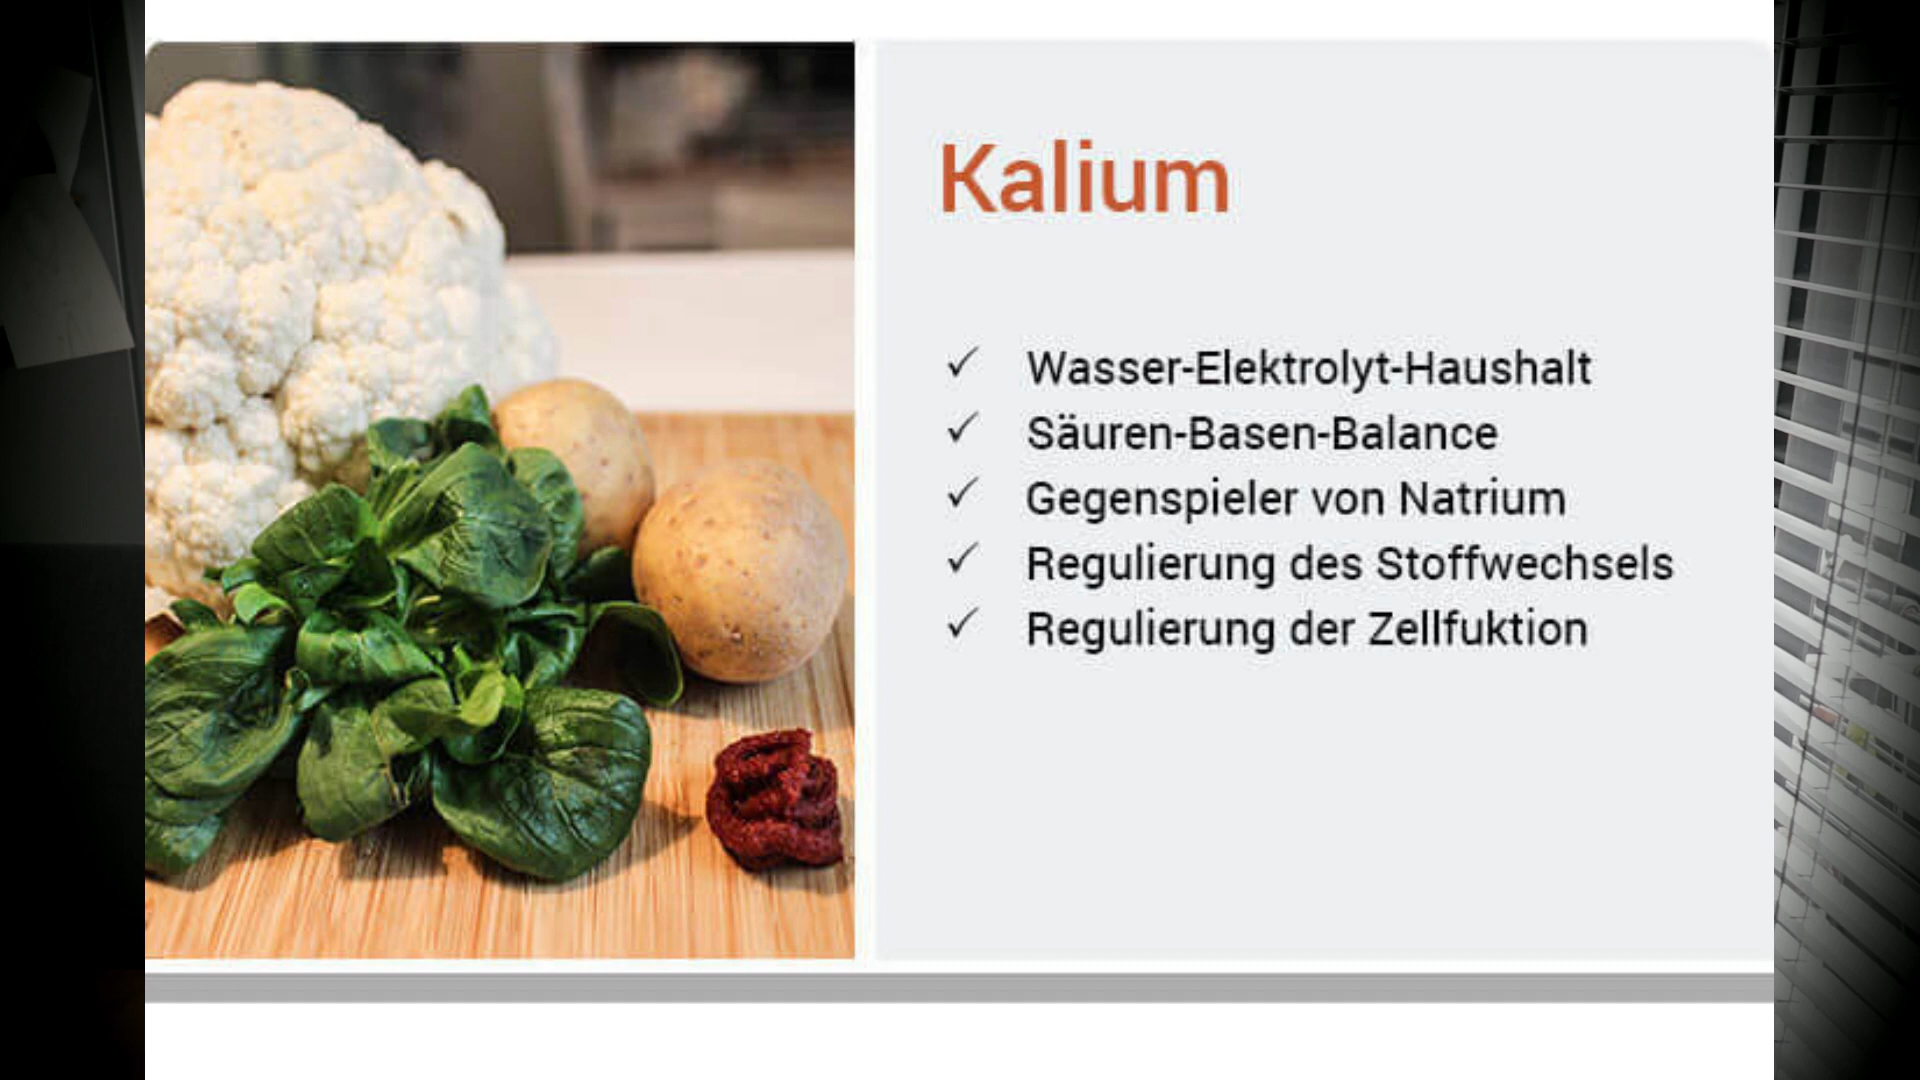 Kalium
✓ Wasser-Elektrolyt-Haushalt
✓ Säuren-Basen-Balance
✓ Gegenspieler von Natrium
✓ Regulierung des Stoffwechsels
✓ Regulierung der Zellfuktion